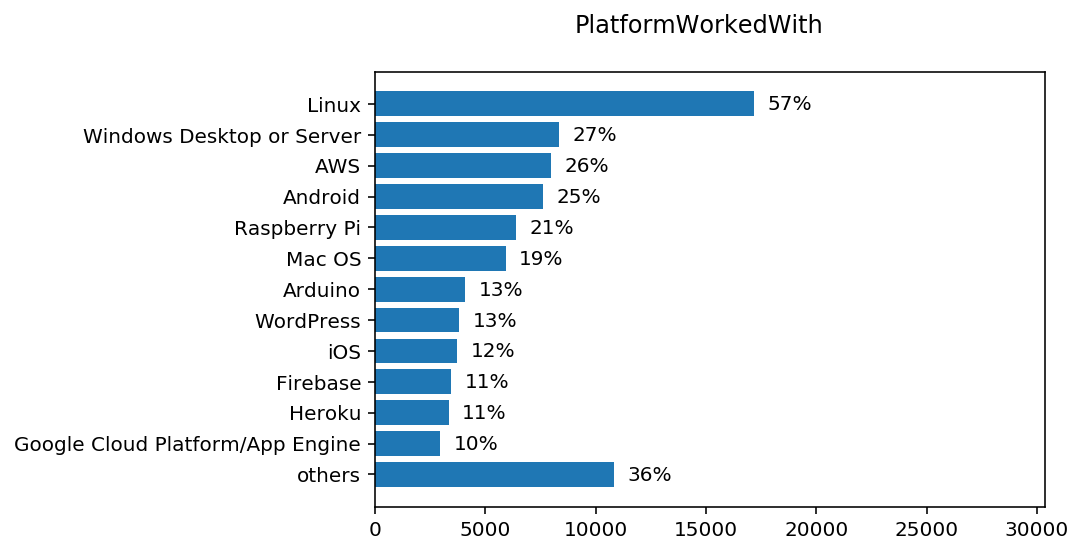 PlatformWorkedWith
Linux 57%
Windows Desktop or Server 27%
AWS 26%
Android 25%
Raspberry Pi 21%
Mac OS 19%
Arduino 13%
WordPress 13%
iOS 12%
Firebase 11%
Heroku 11%
Google Cloud Platform/App Engine 10%
others 36%
0 5000 10000 15000 20000 25000 30000